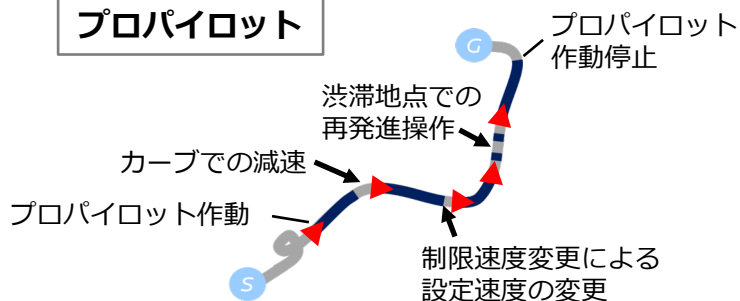 プロパイロット
G
プロパイロット
作動停止
渋滞地点での
再発進操作
カーブでの減速
プロパイロット作動
制限速度変更による
設定速度の変更
S